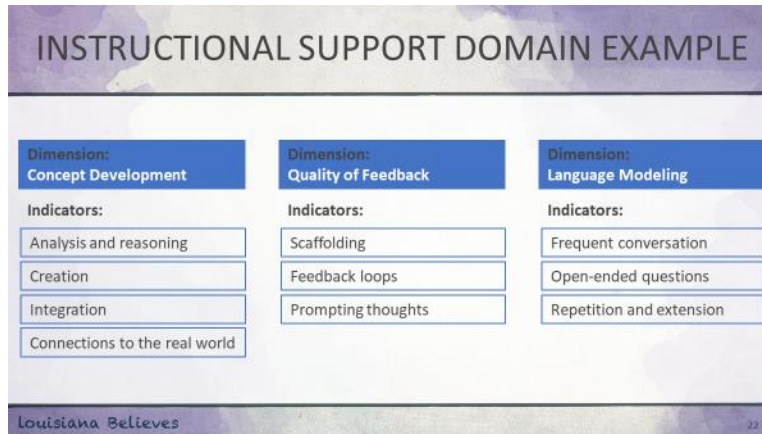 INSTRUCTIONAL SUPPORT DOMAIN EXAMPLE
Dimension:
Concept Development
Indicators:
Analysis and reasoning
Creation
Integration
Connections to the real world
Dimension:
Quality of Feedback
Indicators:
Scaffolding
Feedback loops
Prompting thoughts
Dimension:
Language Modeling
Indicators:
Frequent conversation
Open-ended questions
Repetition and extension
Louisiana Believes
22